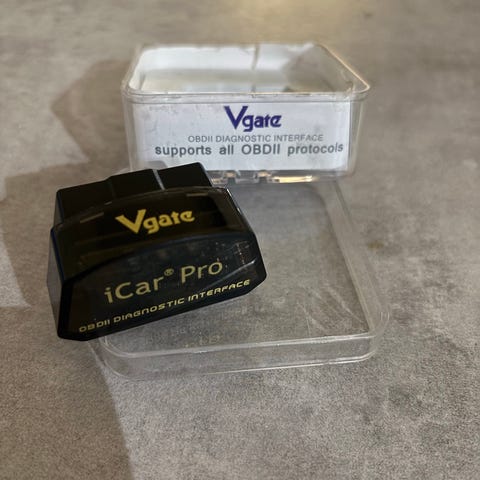 Vgate
OBDII DIAGNOSTIC INTERFACE
supports all OBDII protocols
Vgate
iCar® Pro
OBDII DIAGNOSTIC INTERFACE